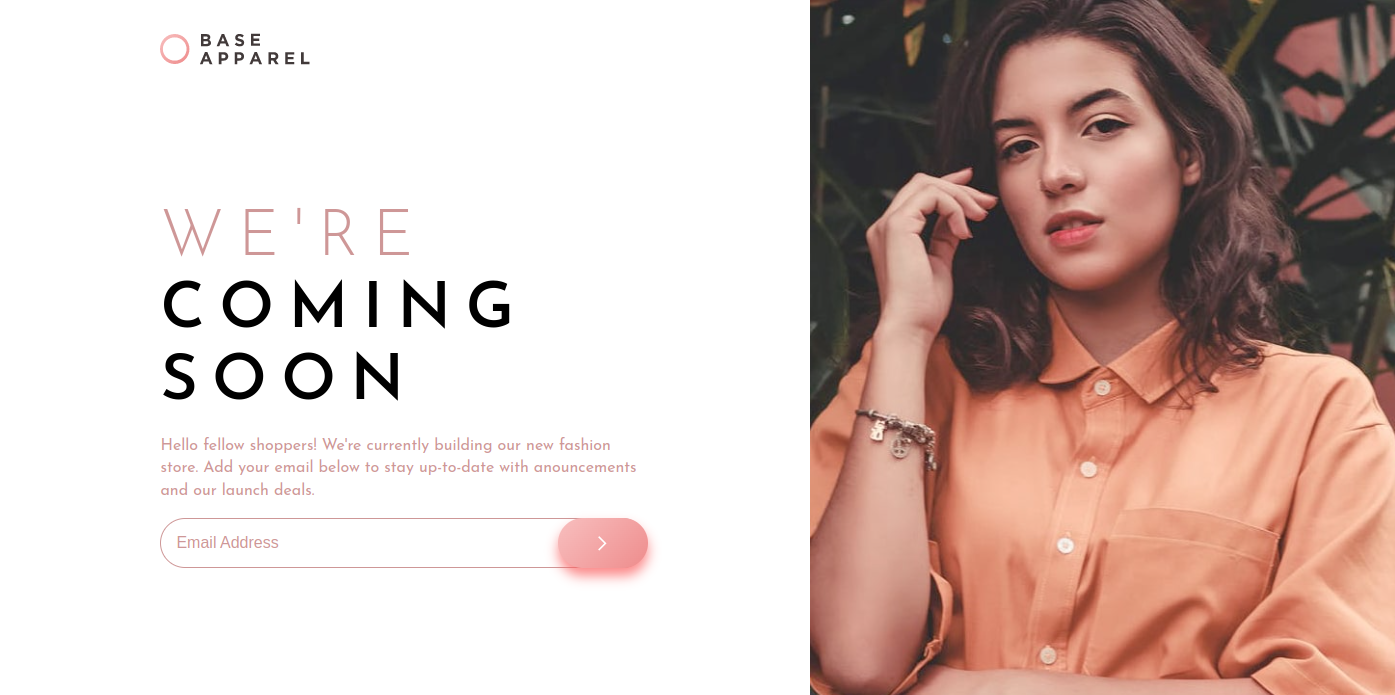 BASE
APPAREL
WE'RE
COMING
SOON
Hello fellow shoppers! We're currently building our new fashion
store. Add your email below to stay up-to-date with anouncements
and our launch deals.
Email Address